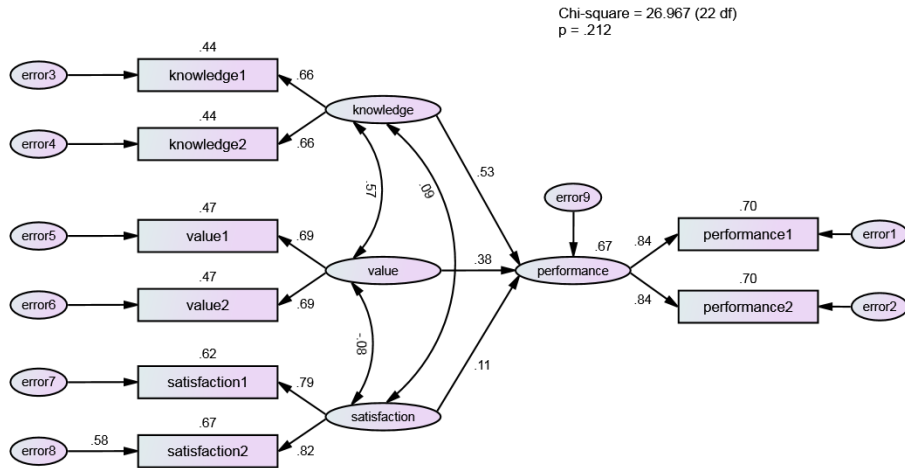 Chi-square = 26.967 (22 df)
p = .212
.44
error3
knowledge1
.66
knowledge
.44
error4
knowledge2
.66
.57
.09
.53
error9
.47
error5
value1
.69
value
.38
.67
performance
.84
.70
performance1
error1
.47
error6
value2
.69
.84
.70
performance2
error2
-.08
.11
.62
error7
satisfaction1
.79
satisfaction
.67
error8
.58
satisfaction2
.82